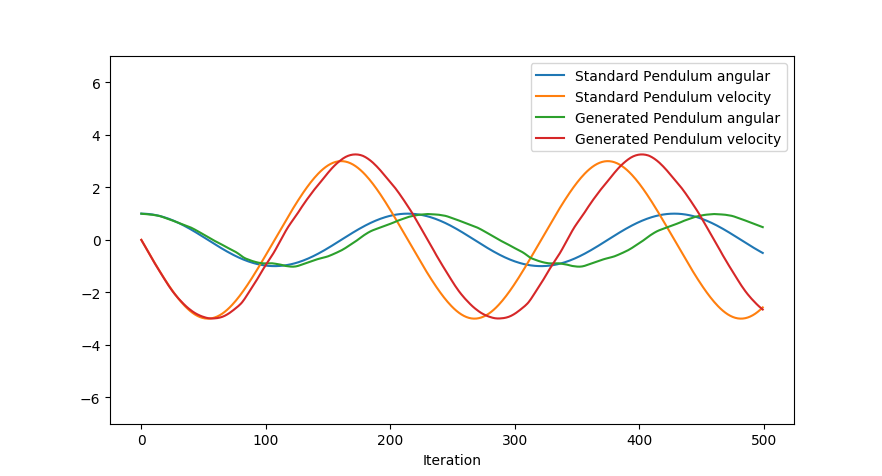 6
4
2
0
−2
−4
−6
0
100
200
300
400
500
Iteration
Standard Pendulum angular
Standard Pendulum velocity
Generated Pendulum angular
Generated Pendulum velocity